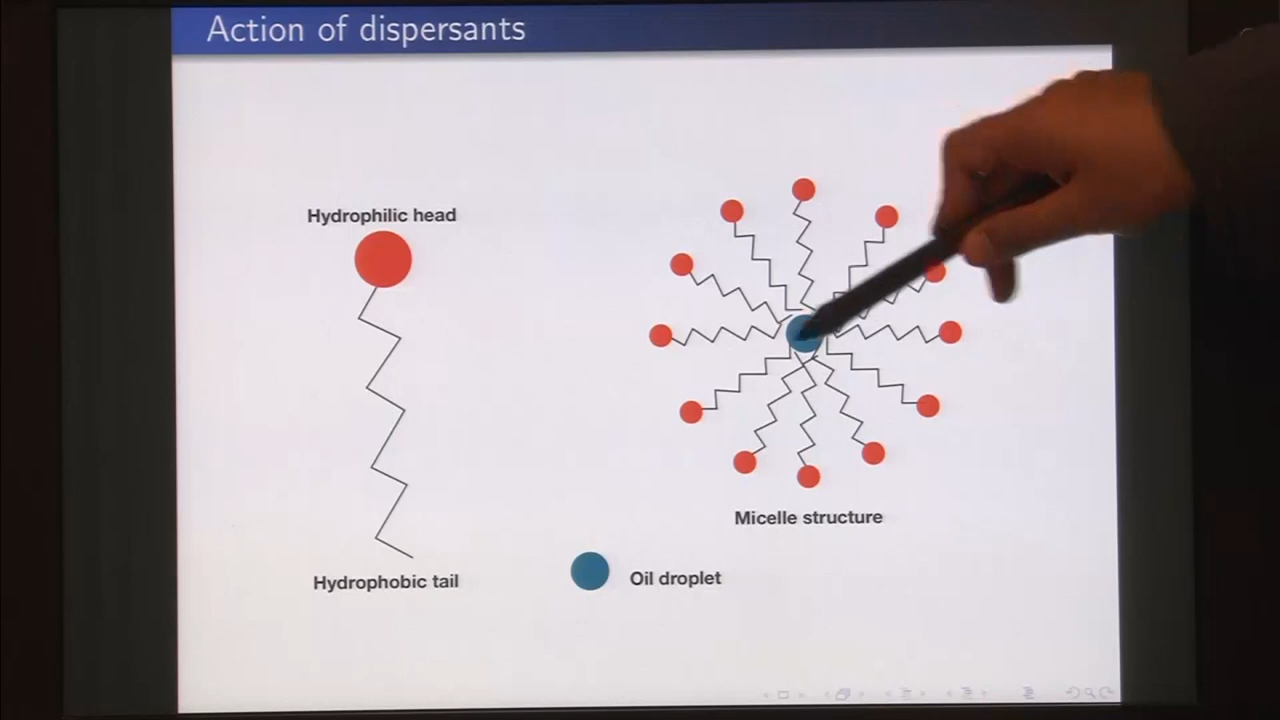 Action of dispersants
Hydrophilic head
Micelle structure
Hydrophobic tail
Oil droplet